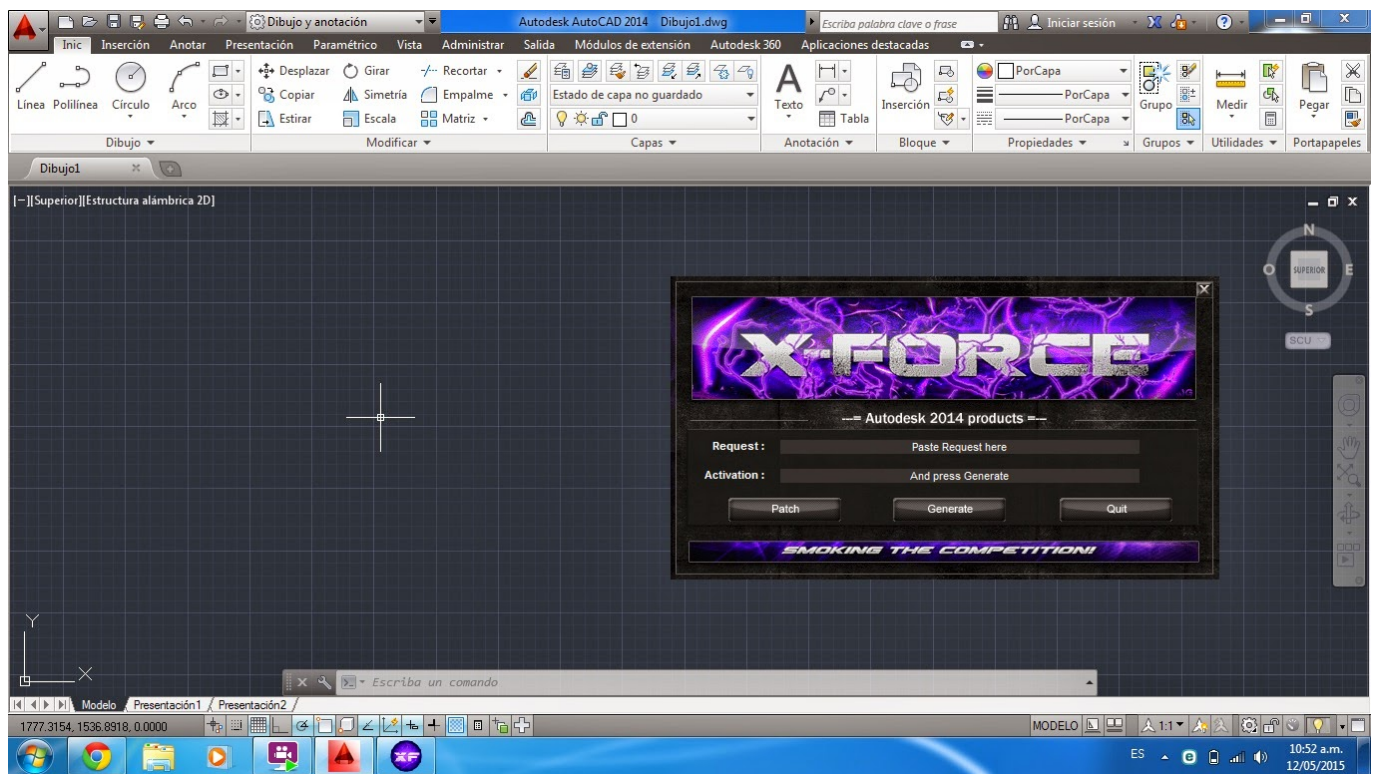 Dibujo y anotación
Autodesk AutoCAD 2014 Dibujo1.dwg
Escriba palabra clave o frase
Iniciar sesión
Inic Inserción Anotar Presentación Paramétrico Vista Administrar Salida Módulos de extensión Autodesk 360 Aplicaciones destacadas
Línea Polilínea Círculo Arco
Desplazar Girar Recortar
Copiar Simetría Empalme
Estirar Escala Matriz
Estado de capa no guardado
0
Texto
Tabla
Inserción
PorCapa
PorCapa
PorCapa
Grupo
Medir
Pegar
Dibujo Modificar Capas Anotación Bloque Propiedades Grupos Utilidades Portapapeles
Dibujo1
[−][Superior][Estructura alámbrica 2D]
N
O SUPERIOR E
S
SCU
X-FORCE
---= Autodesk 2014 products =---
Request : Paste Request here
Activation : And press Generate
Patch Generate Quit
SMOKING THE COMPETITION!
Y
X
Escriba un comando
Modelo Presentación1 Presentación2
1777.3154, 1536.8918, 0.0000
MODELO
1:1
XF
ES
10:52 a.m.
12/05/2015